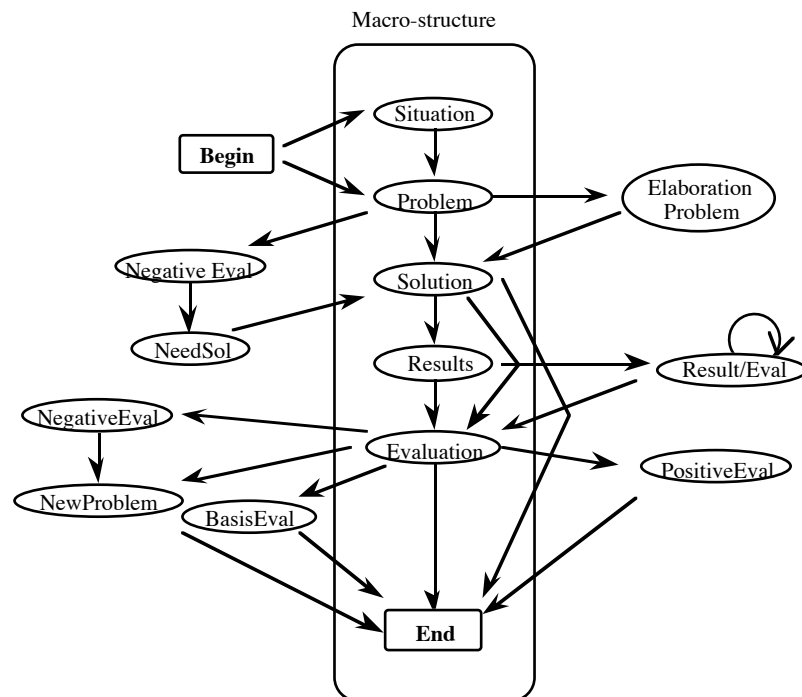 Macro-structure
Situation
Begin
Problem
Elaboration
Problem
Negative Eval
Solution
NeedSol
Results
Result/Eval
NegativeEval
Evaluation
PositiveEval
NewProblem
BasisEval
End